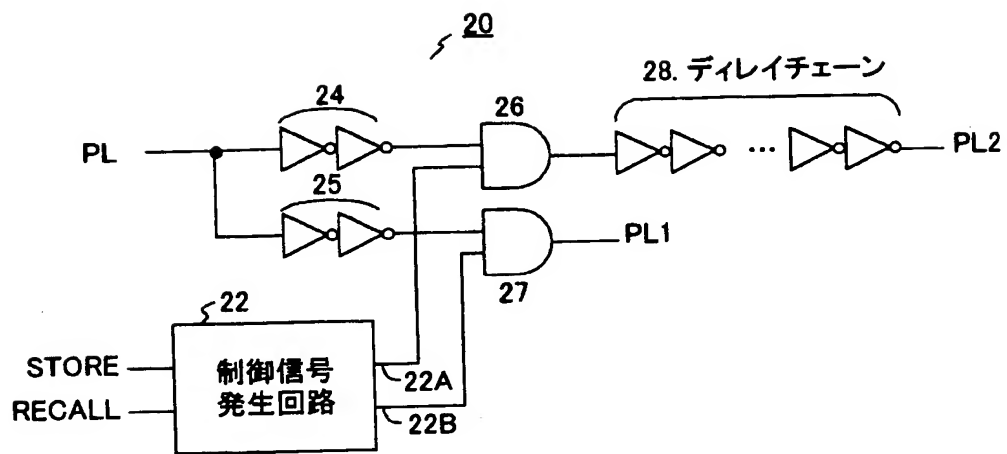 20
28. ディレイチェーン
24
26
PL
PL2
25
PL1
27
22
STORE
RECALL
制御信号
発生回路
22A
22B